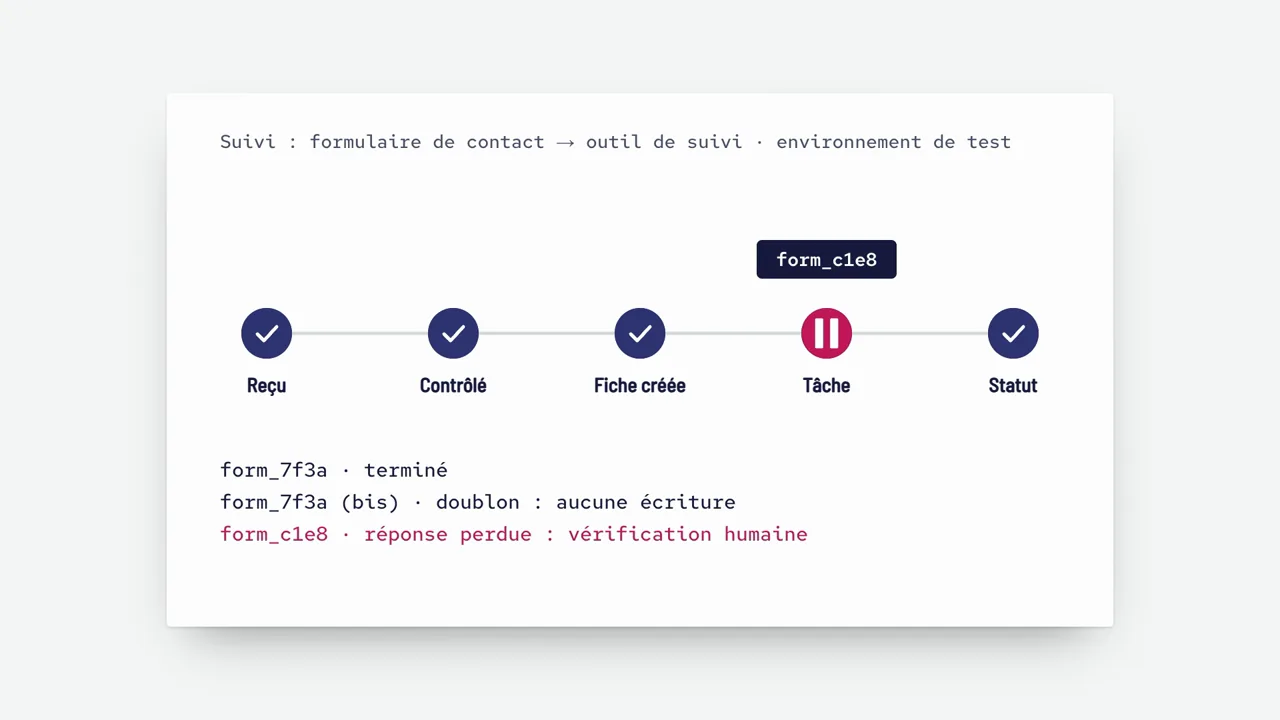 Suivi : formulaire de contact → outil de suivi · environnement de test
form_c1e8
Reçu
Contrôlé
Fiche créée
Tâche
Statut
form_7f3a · terminé
form_7f3a (bis) · doublon : aucune écriture
form_c1e8 · réponse perdue : vérification humaine